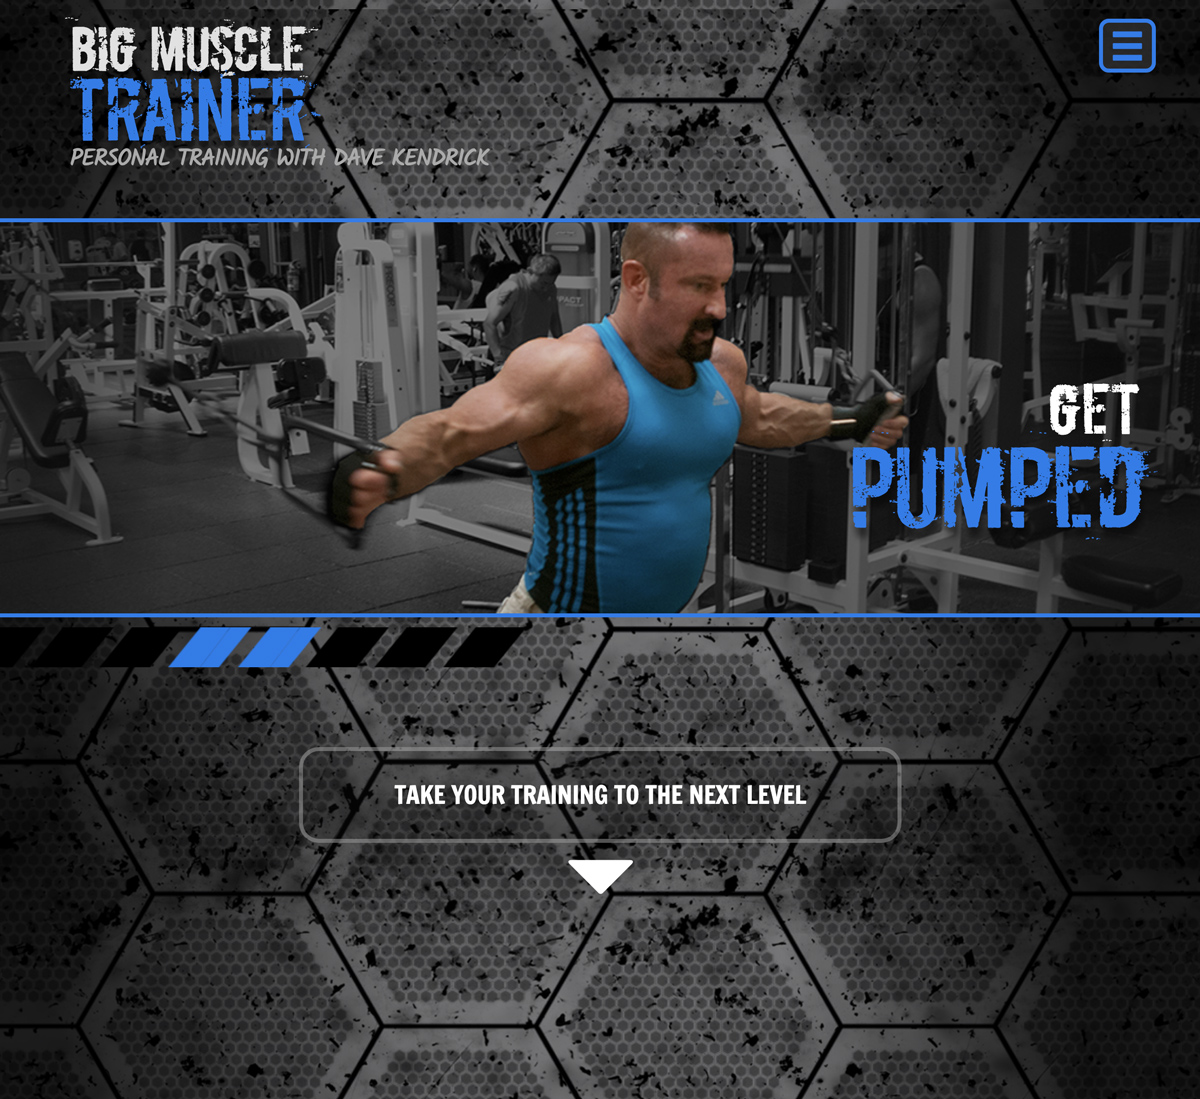 BIG MUSCLE
TRAINER
PERSONAL TRAINING WITH DAVE KENDRICK
GET
PUMPED
TAKE YOUR TRAINING TO THE NEXT LEVEL